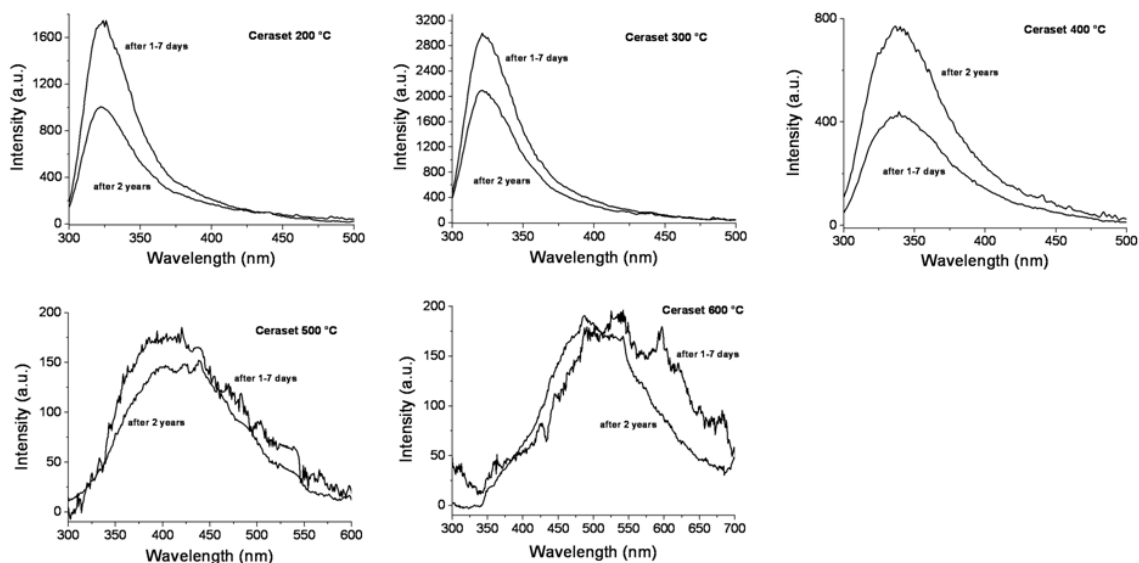 Ceraset 200 °C
after 1-7 days
after 2 years
Intensity (a.u.)
1600
1200
800
400
0
300 350 400 450 500
Wavelength (nm)
Ceraset 300 °C
after 1-7 days
after 2 years
Intensity (a.u.)
3200
2800
2400
2000
1600
1200
800
400
0
300 350 400 450 500
Wavelength (nm)
Ceraset 400 °C
after 2 years
after 1-7 days
Intensity (a.u.)
800
400
0
300 350 400 450 500
Wavelength (nm)
Ceraset 500 °C
after 1-7 days
after 2 years
Intensity (a.u.)
200
150
100
50
0
300 350 400 450 500 550 600
Wavelength (nm)
Ceraset 600 °C
after 1-7 days
after 2 years
Intensity (a.u.)
200
150
100
50
0
300 350 400 450 500 550 600 650 700
Wavelength (nm)